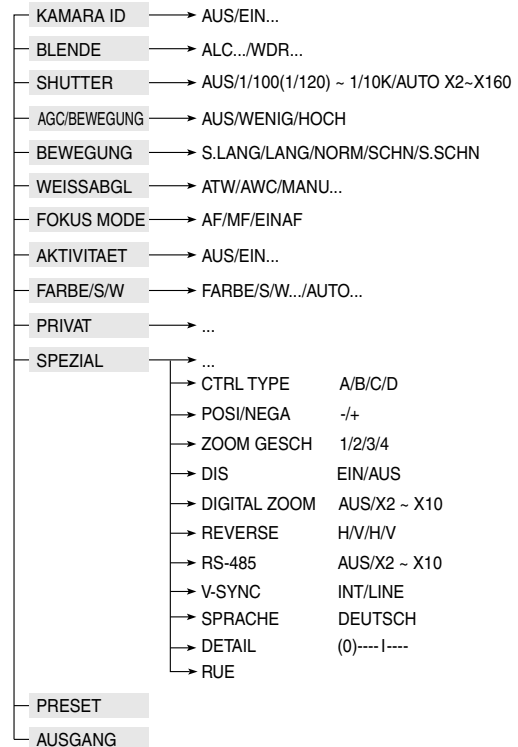 KAMARA ID AUS/EIN...
BLENDE ALC.../WDR...
SHUTTER AUS/1/100(1/120) ~ 1/10K/AUTO X2~X160
AGC/BEWEGUNG AUS/WENIG/HOCH
BEWEGUNG S.LANG/LANG/NORM/SCHN/S.SCHN
WEISSABGL ATW/AWC/MANU...
FOKUS MODE AF/MF/EINAF
AKTIVITAET AUS/EIN...
FARBE/S/W FARBE/S/W.../AUTO...
PRIVAT ...
SPEZIAL ...
CTRL TYPE A/B/C/D
POSI/NEGA -/+
ZOOM GESCH 1/2/3/4
DIS EIN/AUS
DIGITAL ZOOM AUS/X2 ~ X10
REVERSE H/V/H/V
RS-485 AUS/X2 ~ X10
V-SYNC INT/LINE
SPRACHE DEUTSCH
DETAIL (0)----I----
RUE
PRESET
AUSGANG